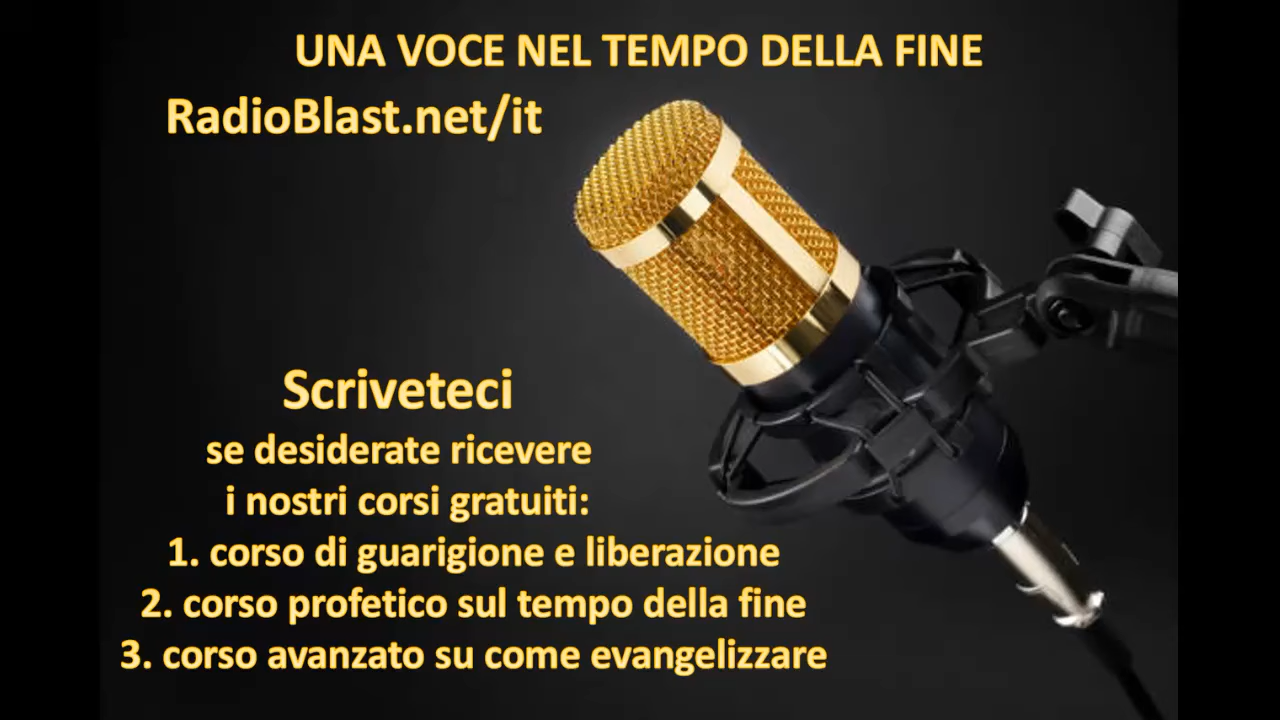 UNA VOCE NEL TEMPO DELLA FINE
RadioBlast.net/it
Scriveteci
se desiderate ricevere
i nostri corsi gratuiti:
1. corso di guarigione e liberazione
2. corso profetico sul tempo della fine
3. corso avanzato su come evangelizzare